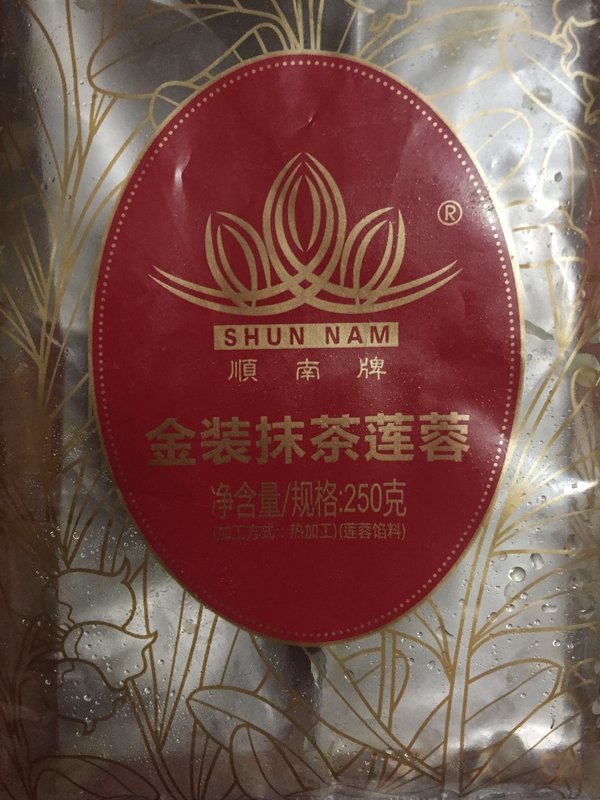 ®
SHUN NAM
順南牌
金装抹茶莲蓉
净含量/规格:250克
(加工方式：热加工)(莲蓉馅料)